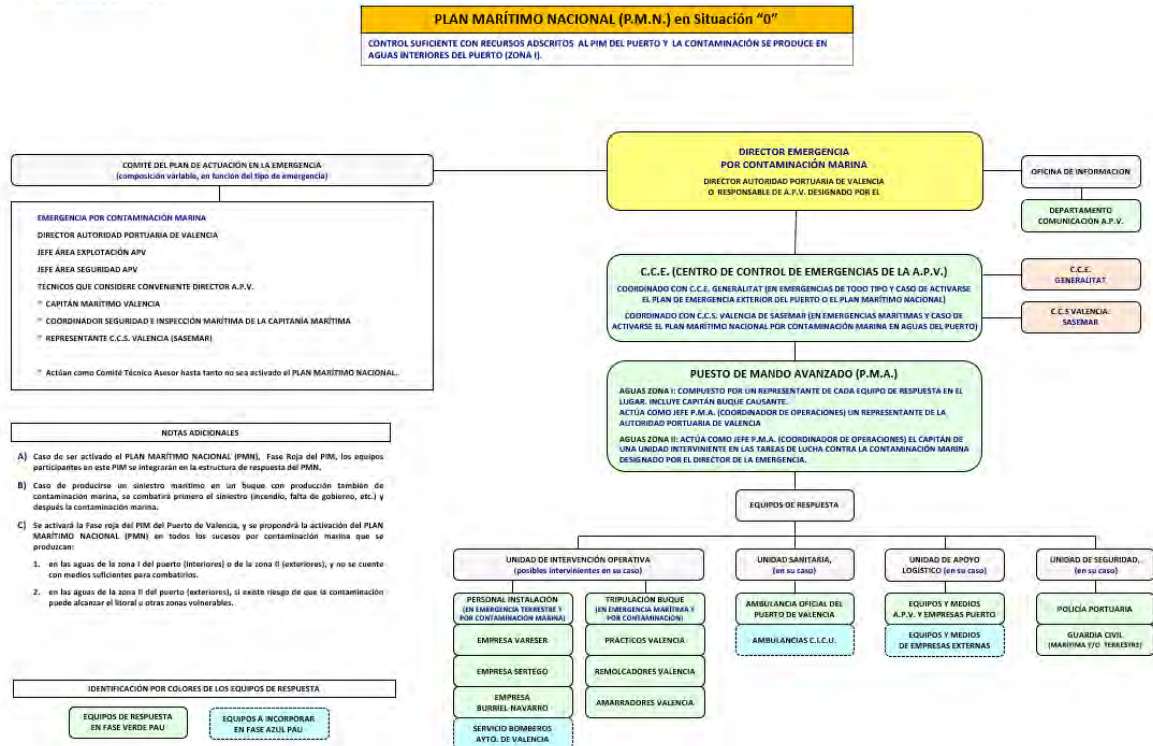 PLAN MARÍTIMO NACIONAL (P.M.N.) en Situación "0"
CONTROL SUFICIENTE CON RECURSOS ADSCRITOS AL PIM DEL PUERTO Y LA CONTAMINACIÓN SE PRODUCE EN
AGUAS INTERIORES DEL PUERTO (ZONA I).
COMITÉ DEL PLAN DE ACTUACIÓN EN LA EMERGENCIA
(composición variable, en función del tipo de emergencia)
DIRECTOR EMERGENCIA
POR CONTAMINACIÓN MARINA
DIRECTOR AUTORIDAD PORTUARIA DE VALENCIA
O RESPONSABLE DE A.P.V. DESIGNADO POR EL
OFICINA DE INFORMACION
DEPARTAMENTO
COMUNICACIÓN A.P.V.
EMERGENCIA POR CONTAMINACIÓN MARINA
DIRECTOR AUTORIDAD PORTUARIA DE VALENCIA
JEFE ÁREA EXPLOTACIÓN APV
JEFE ÁREA SEGURIDAD APV
TÉCNICOS QUE CONSIDERE CONVENIENTE DIRECTOR A.P.V.
* CAPITÁN MARÍTIMO VALENCIA
* COORDINADOR SEGURIDAD E INSPECCIÓN MARÍTIMA DE LA CAPITANÍA MARÍTIMA
* REPRESENTANTE C.C.S. VALENCIA (SASEMAR)
* Actúan como Comité Técnico Asesor hasta tanto no sea activado el PLAN MARÍTIMO NACIONAL.
C.C.E. (CENTRO DE CONTROL DE EMERGENCIAS DE LA A.P.V.)
COORDINADO CON C.C.E. GENERALITAT (EN EMERGENCIAS DE TODO TIPO Y CASO DE ACTIVARSE
EL PLAN DE EMERGENCIA EXTERIOR DEL PUERTO O EL PLAN MARÍTIMO NACIONAL)
COORDINADO CON C.C.S. VALENCIA DE SASEMAR (EN EMERGENCIAS MARÍTIMAS Y CASO DE
ACTIVARSE EL PLAN MARÍTIMO NACIONAL POR CONTAMINACIÓN MARINA EN AGUAS DEL PUERTO)
C.C.E.
GENERALITAT
C.C.S VALENCIA:
SASEMAR
PUESTO DE MANDO AVANZADO (P.M.A.)
AGUAS ZONA I: COMPUESTO POR UN REPRESENTANTE DE CADA EQUIPO DE RESPUESTA EN EL
LUGAR. INCLUYE CAPITÁN BUQUE CAUSANTE.
ACTÚA COMO JEFE P.M.A. (COORDINADOR DE OPERACIONES) UN REPRESENTANTE DE LA
AUTORIDAD PORTUARIA DE VALENCIA
AGUAS ZONA II: ACTÚA COMO JEFE P.M.A. (COORDINADOR DE OPERACIONES) EL CAPITÁN DE
UNA UNIDAD INTERVINIENTE EN LAS TAREAS DE LUCHA CONTRA LA CONTAMINACIÓN MARINA
DESIGNADO POR EL DIRECTOR DE LA EMERGENCIA.
NOTAS ADICIONALES
A) Caso de ser activado el PLAN MARÍTIMO NACIONAL (PMN), Fase Roja del PIM, los equipos
participantes en este PIM se integrarán en la estructura de respuesta del PMN.
B) Caso de producirse un siniestro marítimo en un buque con producción también de
contaminación marina, se combatirá primero el siniestro (incendio, falta de gobierno, etc.) y
después la contaminación marina.
C) Se activará la Fase roja del PIM del Puerto de Valencia, y se propondrá la activación del PLAN
MARÍTIMO NACIONAL (PMN) en todos los sucesos por contaminación marina que se
produzcan:
1. en las aguas de la zona I del puerto (interiores) o de la zona II (exteriores), y no se cuente
con medios suficientes para combatirlos.
2. en las aguas de la zona II del puerto (exteriores), si existe riesgo de que la contaminación
puede alcanzar el litoral u otras zonas vulnerables.
EQUIPOS DE RESPUESTA
UNIDAD DE INTERVENCIÓN OPERATIVA
(posibles intervinientes en su caso)
UNIDAD SANITARIA,
(en su caso)
UNIDAD DE APOYO
LOGÍSTICO (en su caso)
UNIDAD DE SEGURIDAD,
(en su caso)
PERSONAL INSTALACIÓN
(EN EMERGENCIA TERRESTRE Y
POR CONTAMINACIÓN MARINA)
TRIPULACIÓN BUQUE
(EN EMERGENCIA MARÍTIMA Y
POR CONTAMINACIÓN)
AMBULANCIA OFICIAL DEL
PUERTO DE VALENCIA
EQUIPOS Y MEDIOS
A.P.V. Y EMPRESAS PUERTO
POLICÍA PORTUARIA
EMPRESA VARESER
PRÁCTICOS VALENCIA
AMBULANCIAS C.I.C.U.
EQUIPOS Y MEDIOS
DE EMPRESAS EXTERNAS
GUARDIA CIVIL
(MARÍTIMA Y/O TERRESTRE)
EMPRESA SERTEGO
REMOLCADORES VALENCIA
EMPRESA
BURRIEL NAVARRO
AMARRADORES VALENCIA
SERVICIO BOMBEROS
AYTO. DE VALENCIA
IDENTIFICACIÓN POR COLORES DE LOS EQUIPOS DE RESPUESTA
EQUIPOS DE RESPUESTA
EN FASE VERDE PAU
EQUIPOS A INCORPORAR
EN FASE AZUL PAU